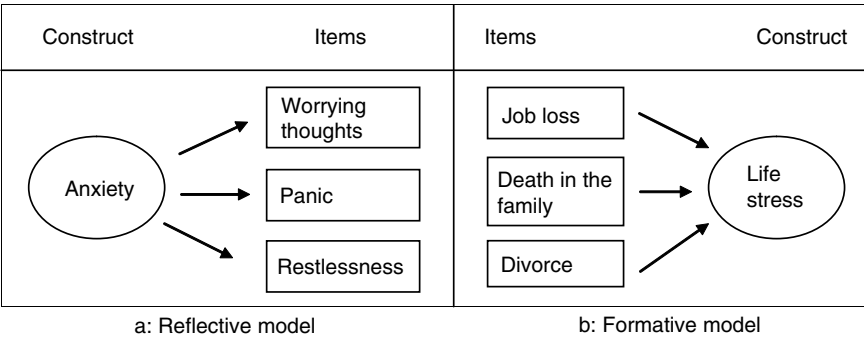 Construct
Items
Items
Construct
Anxiety
Worrying
thoughts
Panic
Restlessness
Job loss
Death in the
family
Divorce
Life
stress
a: Reflective model
b: Formative model